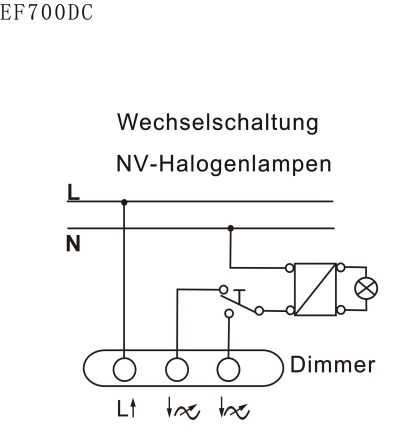 EF700DC
Wechselschaltung
NV-Halogenlampen
L
N
Dimmer
L